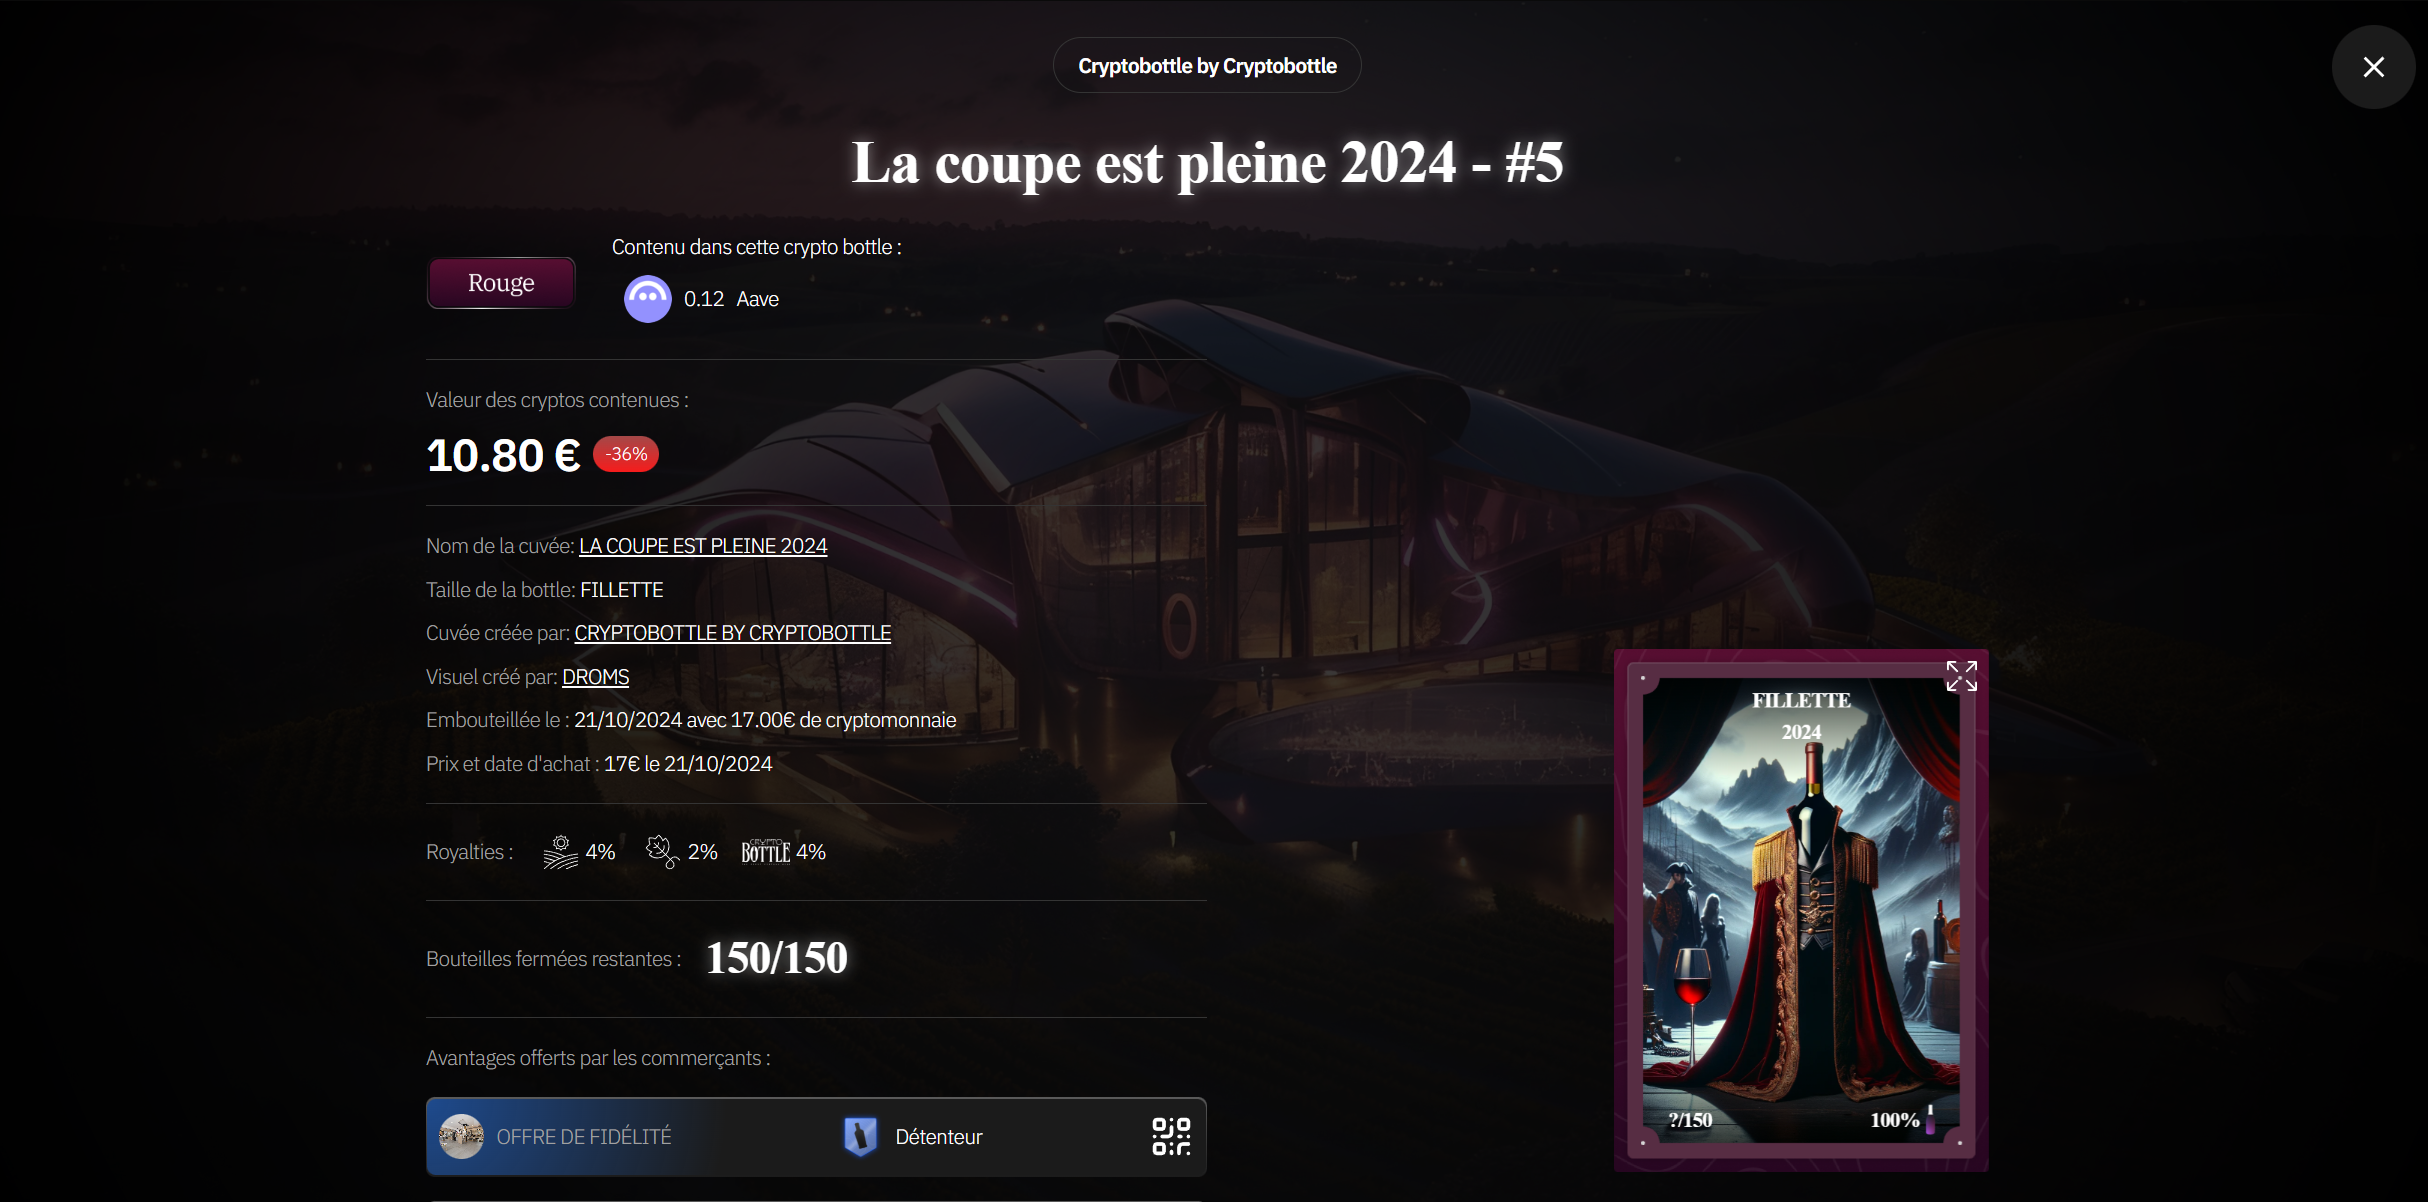 Cryptobottle by Cryptobottle
La coupe est pleine 2024 - #5
Rouge
Contenu dans cette crypto bottle :
0.12 Aave
Valeur des cryptos contenues :
10.80 € -36%
Nom de la cuvée: LA COUPE EST PLEINE 2024
Taille de la bottle: FILLETTE
Cuvée créée par: CRYPTOBOTTLE BY CRYPTOBOTTLE
Visuel créé par: DROMS
Embouteillée le : 21/10/2024 avec 17.00€ de cryptomonnaie
Prix et date d'achat : 17€ le 21/10/2024
Royalties : 4% 2% CRYPTO BOTTLE 4%
Bouteilles fermées restantes : 150/150
Avantages offerts par les commerçants :
OFFRE DE FIDÉLITÉ Détenteur
FILLETTE
2024
?/150 100%